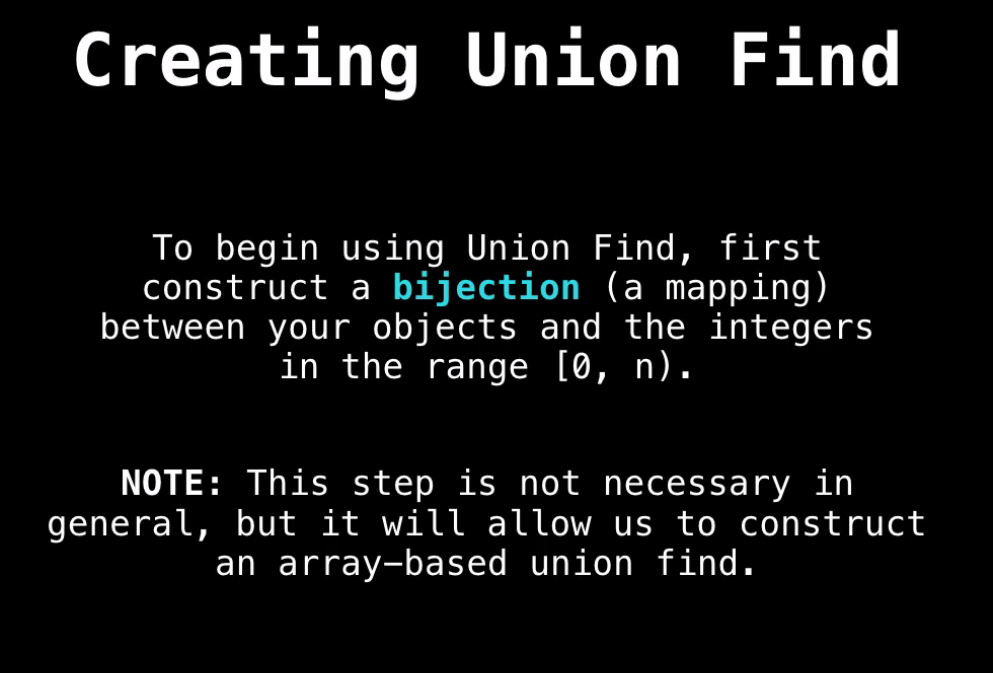 Creating Union Find
To begin using Union Find, first
construct a bijection (a mapping)
between your objects and the integers
in the range [0, n).
NOTE: This step is not necessary in
general, but it will allow us to construct
an array-based union find.